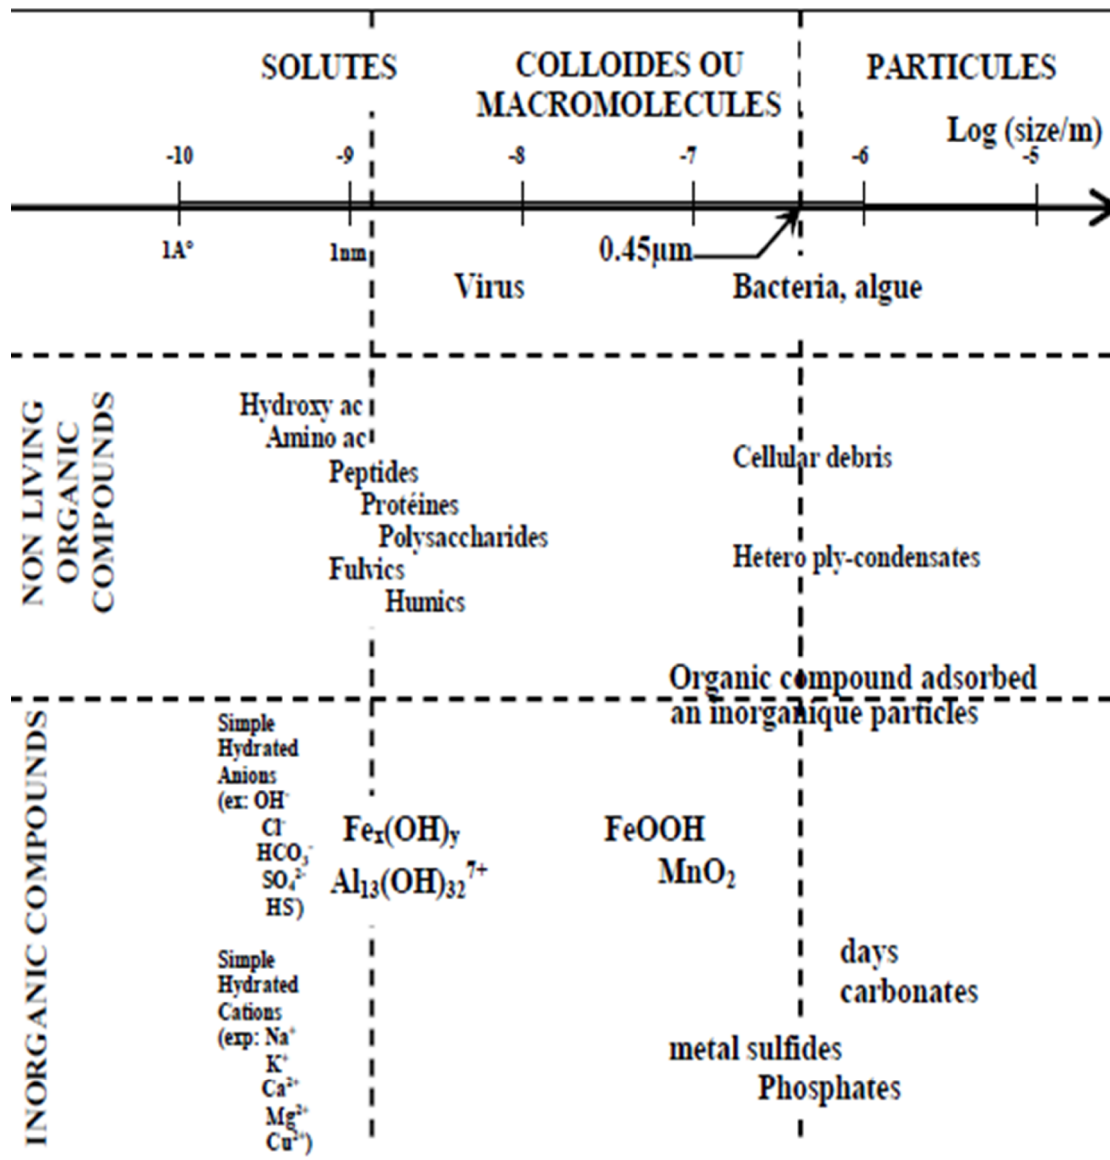 SOLUTES
COLLOIDES OU
MACROMOLECULES
PARTICULES
Log (size/m)
-10 -9 -8 -7 -6 -5
1A° 1nm 0.45µm
Virus Bacteria, algue
NON LIVING
ORGANIC
COMPOUNDS
Hydroxy ac
Amino ac
Peptides
Protéines
Polysaccharides
Fulvics
Humics
Cellular debris
Hetero ply-condensates
Organic compound adsorbed
an inorganique particles
INORGANIC COMPOUNDS
Simple
Hydrated
Anions
(ex: OH⁻
Cl⁻
HCO₃⁻
SO₄²⁻
HS⁾)
Feₓ(OH)ᵧ
Al₁₃(OH)₃₂⁷⁺
FeOOH
MnO₂
Simple
Hydrated
Cations
(exp: Na⁺
K⁺
Ca²⁺
Mg²⁺
Cu²⁺)
days
carbonates
metal sulfides
Phosphates